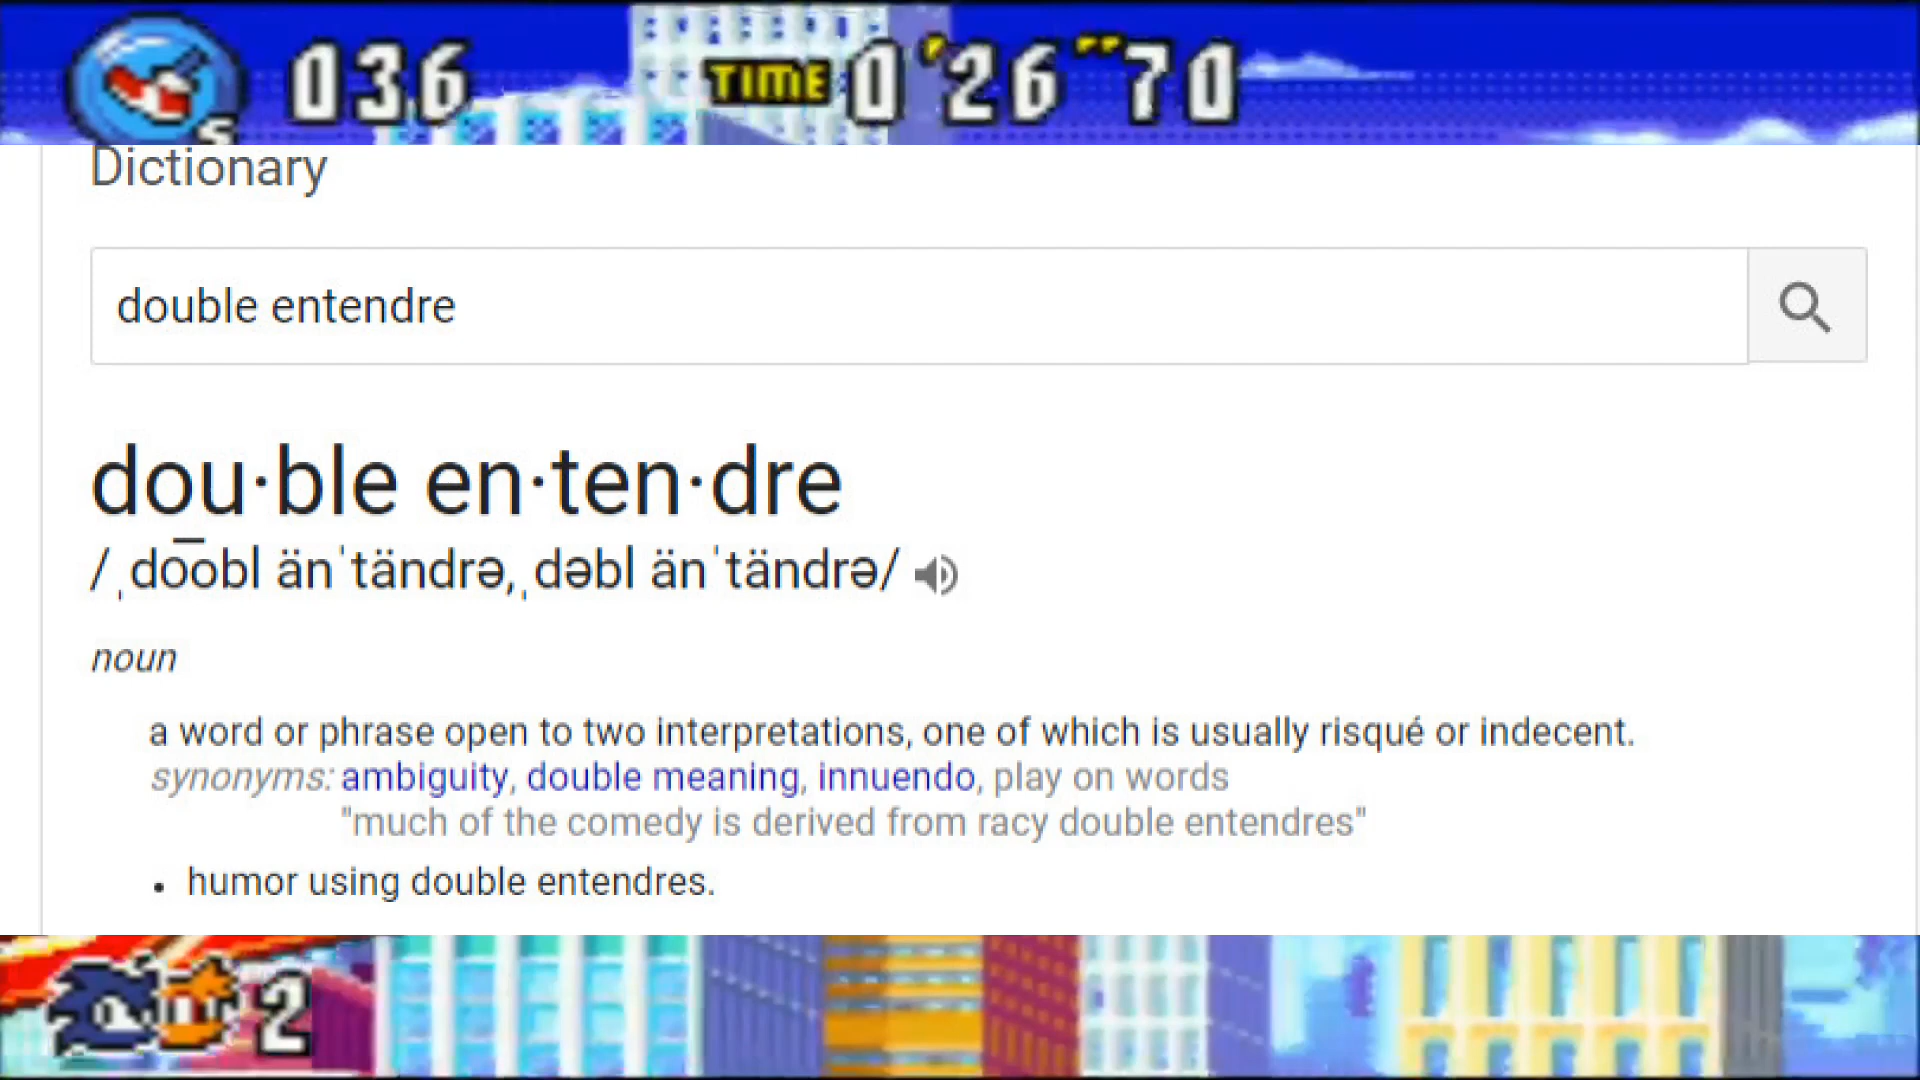 036 TIME 0'26"70
S
Dictionary
double entendre
dou·ble en·ten·dre
/ˌdo͞obl änˈtändrə,ˌdəbl änˈtändrə/
noun
a word or phrase open to two interpretations, one of which is usually risqué or indecent.
synonyms: ambiguity, double meaning, innuendo, play on words
"much of the comedy is derived from racy double entendres"
• humor using double entendres.
2